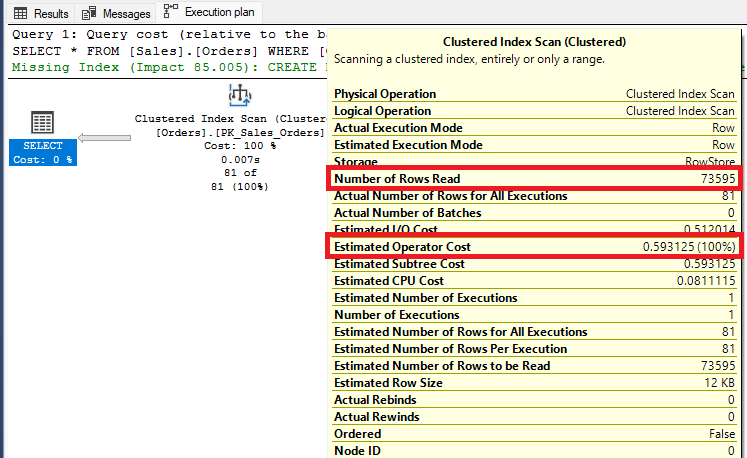 Results Messages Execution plan
Query 1: Query cost (relative to the ba
SELECT * FROM [Sales].[Orders] WHERE [
Missing Index (Impact 85.005): CREATE
SELECT
Cost: 0 %
Clustered Index Scan (Cluster
[Orders].[PK_Sales_Orders]
Cost: 100 %
0.007s
81 of
81 (100%)
Clustered Index Scan (Clustered)
Scanning a clustered index, entirely or only a range.
Physical Operation Clustered Index Scan
Logical Operation Clustered Index Scan
Actual Execution Mode Row
Estimated Execution Mode Row
Storage RowStore
Number of Rows Read 73595
Actual Number of Rows for All Executions 81
Actual Number of Batches 0
Estimated I/O Cost 0.512014
Estimated Operator Cost 0.593125 (100%)
Estimated Subtree Cost 0.593125
Estimated CPU Cost 0.0811115
Estimated Number of Executions 1
Number of Executions 1
Estimated Number of Rows for All Executions 81
Estimated Number of Rows Per Execution 81
Estimated Number of Rows to be Read 73595
Estimated Row Size 12 KB
Actual Rebinds 0
Actual Rewinds 0
Ordered False
Node ID 0